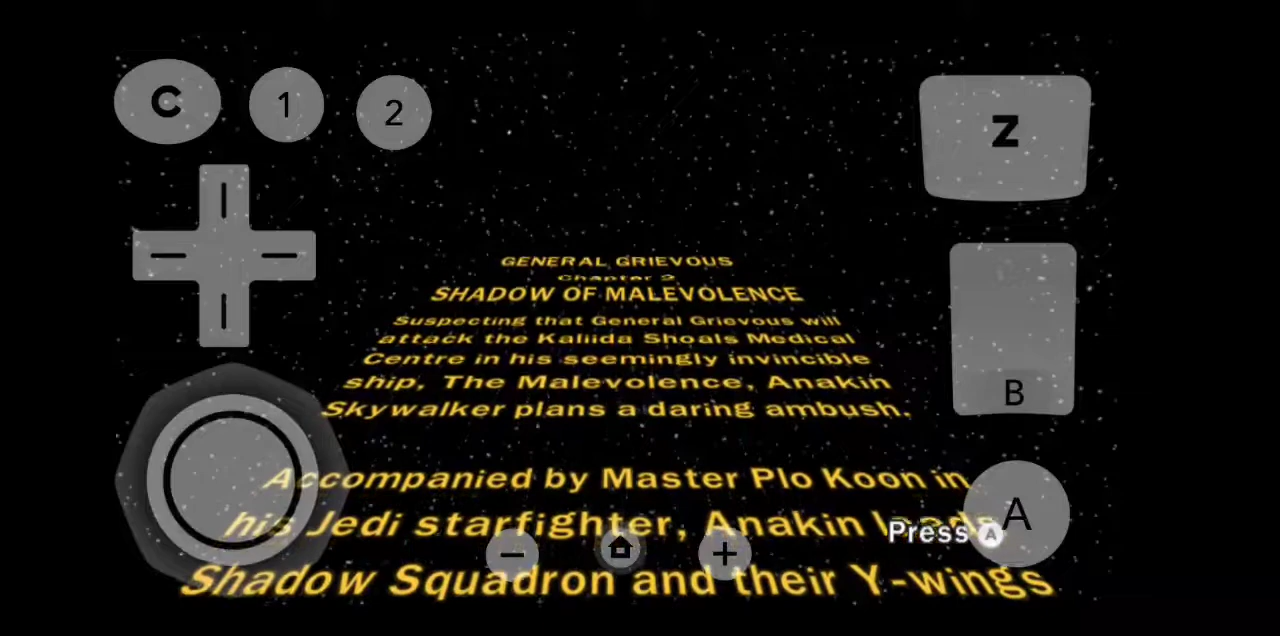 C
1
2
Z
GENERAL GRIEVOUS
Chapter 2
SHADOW OF MALEVOLENCE
Suspecting that General Grievous will
attack the Kaliida Shoals Medical
Centre in his seemingly invincible
ship, The Malevolence, Anakin
Skywalker plans a daring ambush.
B
Accompanied by Master Plo Koon in
his Jedi starfighter, Anakin leads
A
Press A
Shadow Squadron and their Y-wings